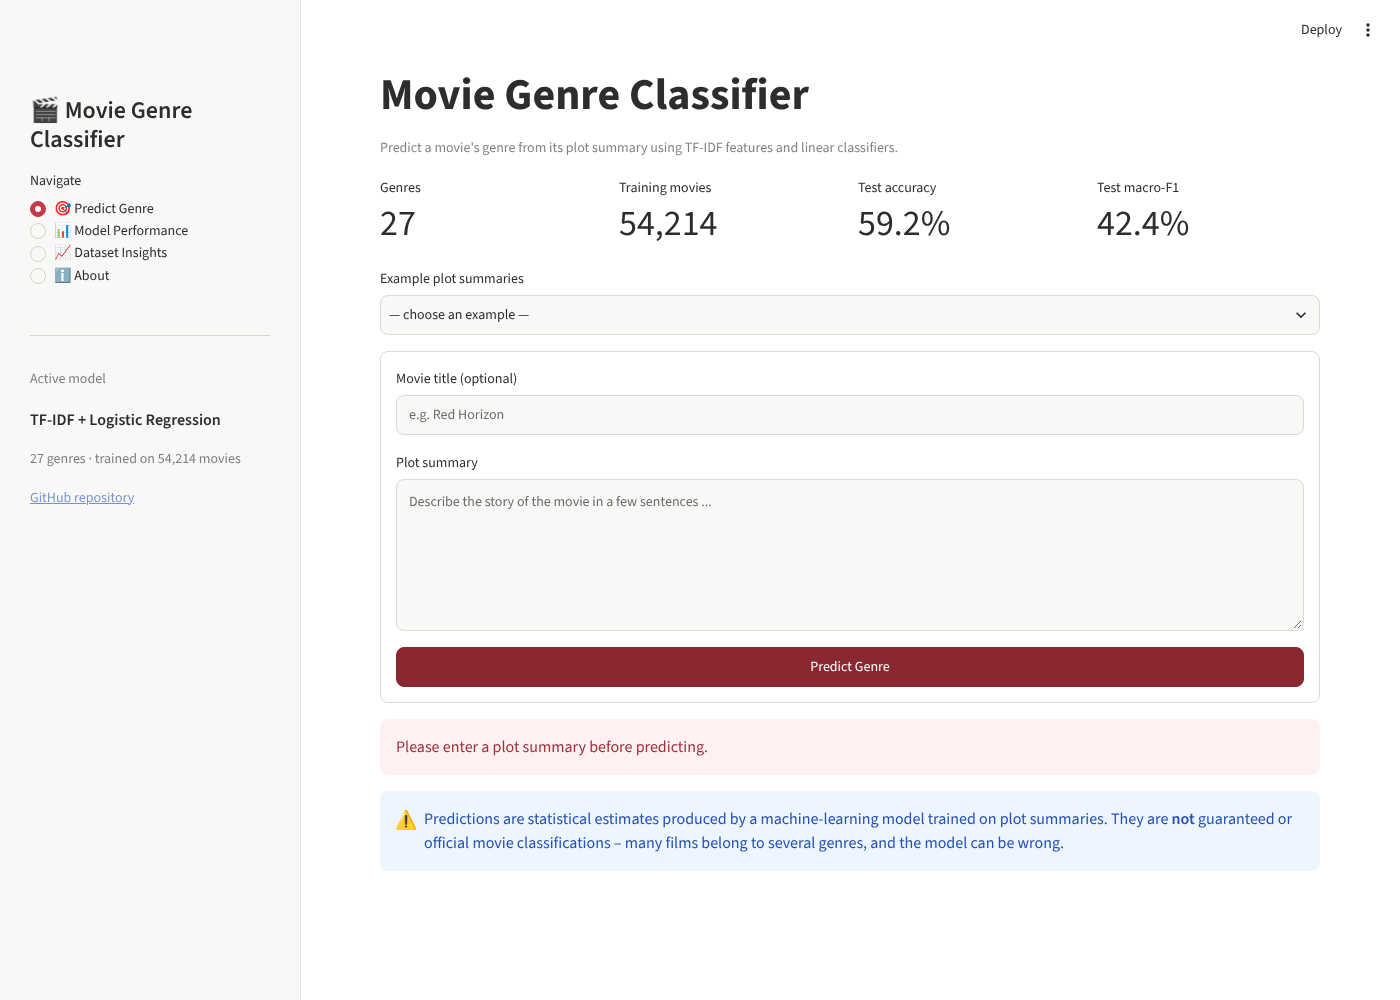 Deploy
🎬 Movie Genre
Classifier
Navigate
🎯 Predict Genre
📊 Model Performance
📈 Dataset Insights
ℹ️ About
Active model
TF-IDF + Logistic Regression
27 genres · trained on 54,214 movies
GitHub repository
Movie Genre Classifier
Predict a movie's genre from its plot summary using TF-IDF features and linear classifiers.
Genres
27
Training movies
54,214
Test accuracy
59.2%
Test macro-F1
42.4%
Example plot summaries
— choose an example —
Movie title (optional)
e.g. Red Horizon
Plot summary
Describe the story of the movie in a few sentences ...
Predict Genre
Please enter a plot summary before predicting.
⚠️ Predictions are statistical estimates produced by a machine-learning model trained on plot summaries. They are not guaranteed or
official movie classifications – many films belong to several genres, and the model can be wrong.